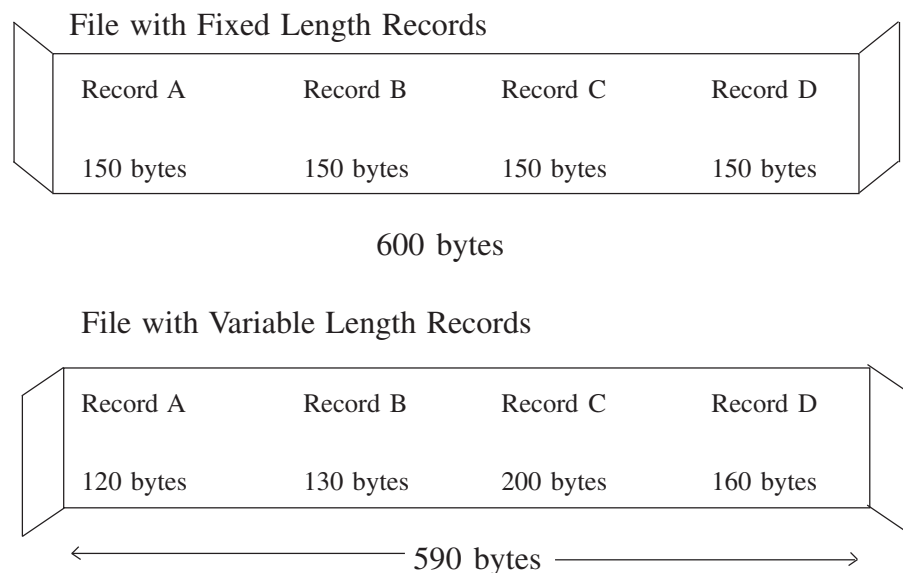 File with Fixed Length Records
Record A Record B Record C Record D
150 bytes 150 bytes 150 bytes 150 bytes
600 bytes
File with Variable Length Records
Record A Record B Record C Record D
120 bytes 130 bytes 200 bytes 160 bytes
590 bytes